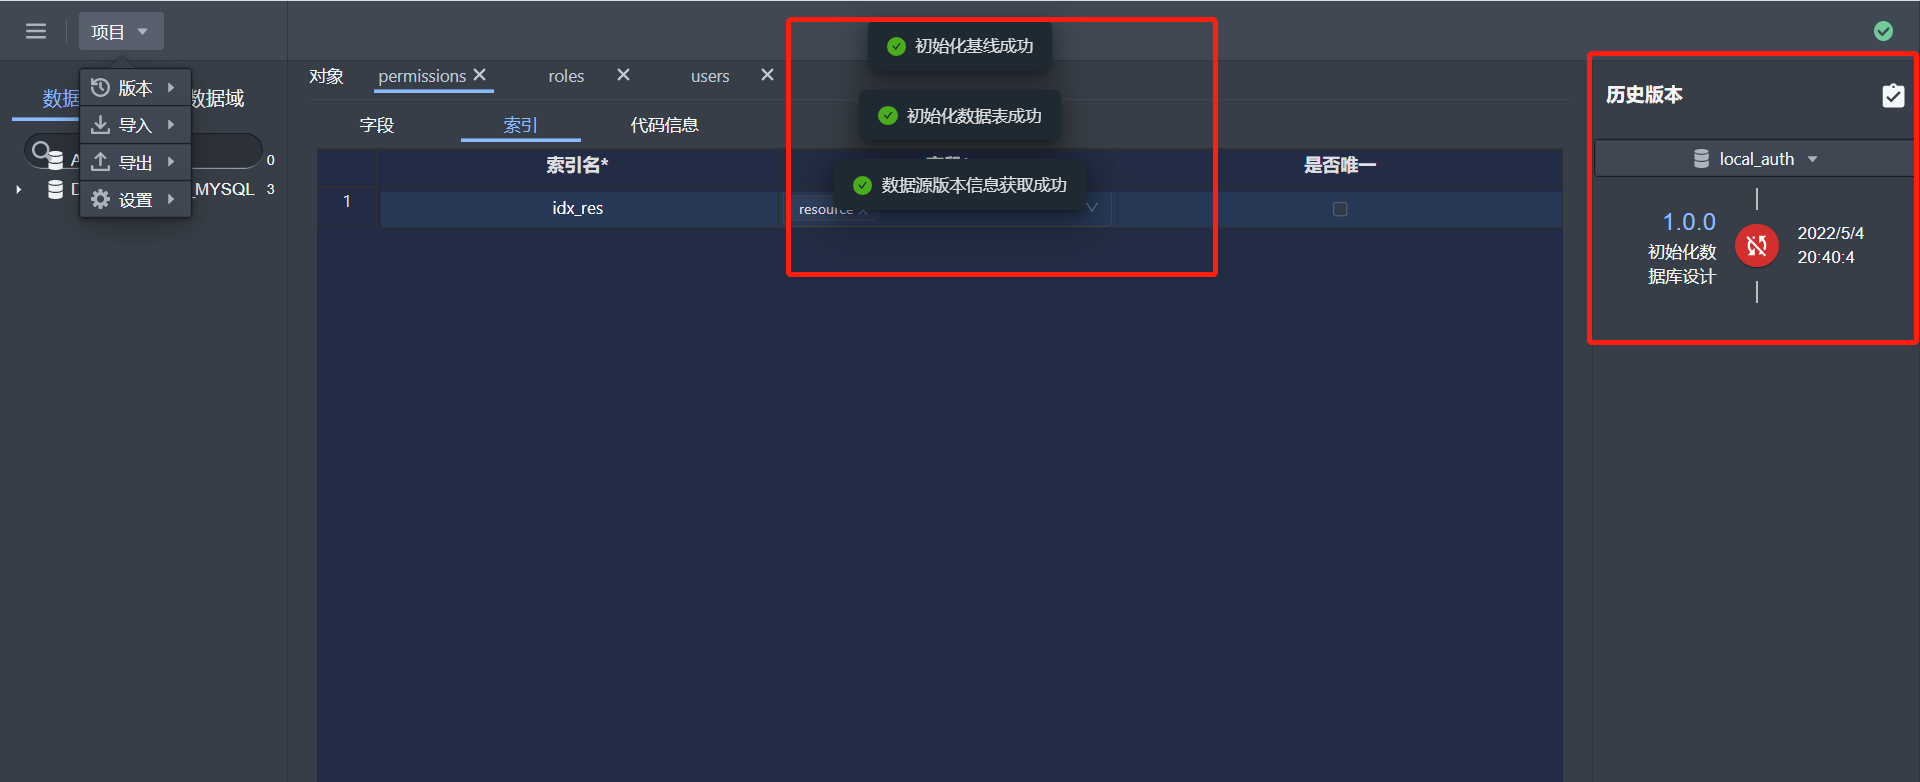 项目
版本
导入
导出
设置
数据
数据域
A
0
D
_MYSQL
3
对象
permissions
roles
users
字段
索引
代码信息
索引名*
是否唯一
1
idx_res
resource
初始化基线成功
初始化数据表成功
数据源版本信息获取成功
历史版本
local_auth
1.0.0
初始化数
据库设计
2022/5/4
20:40:4